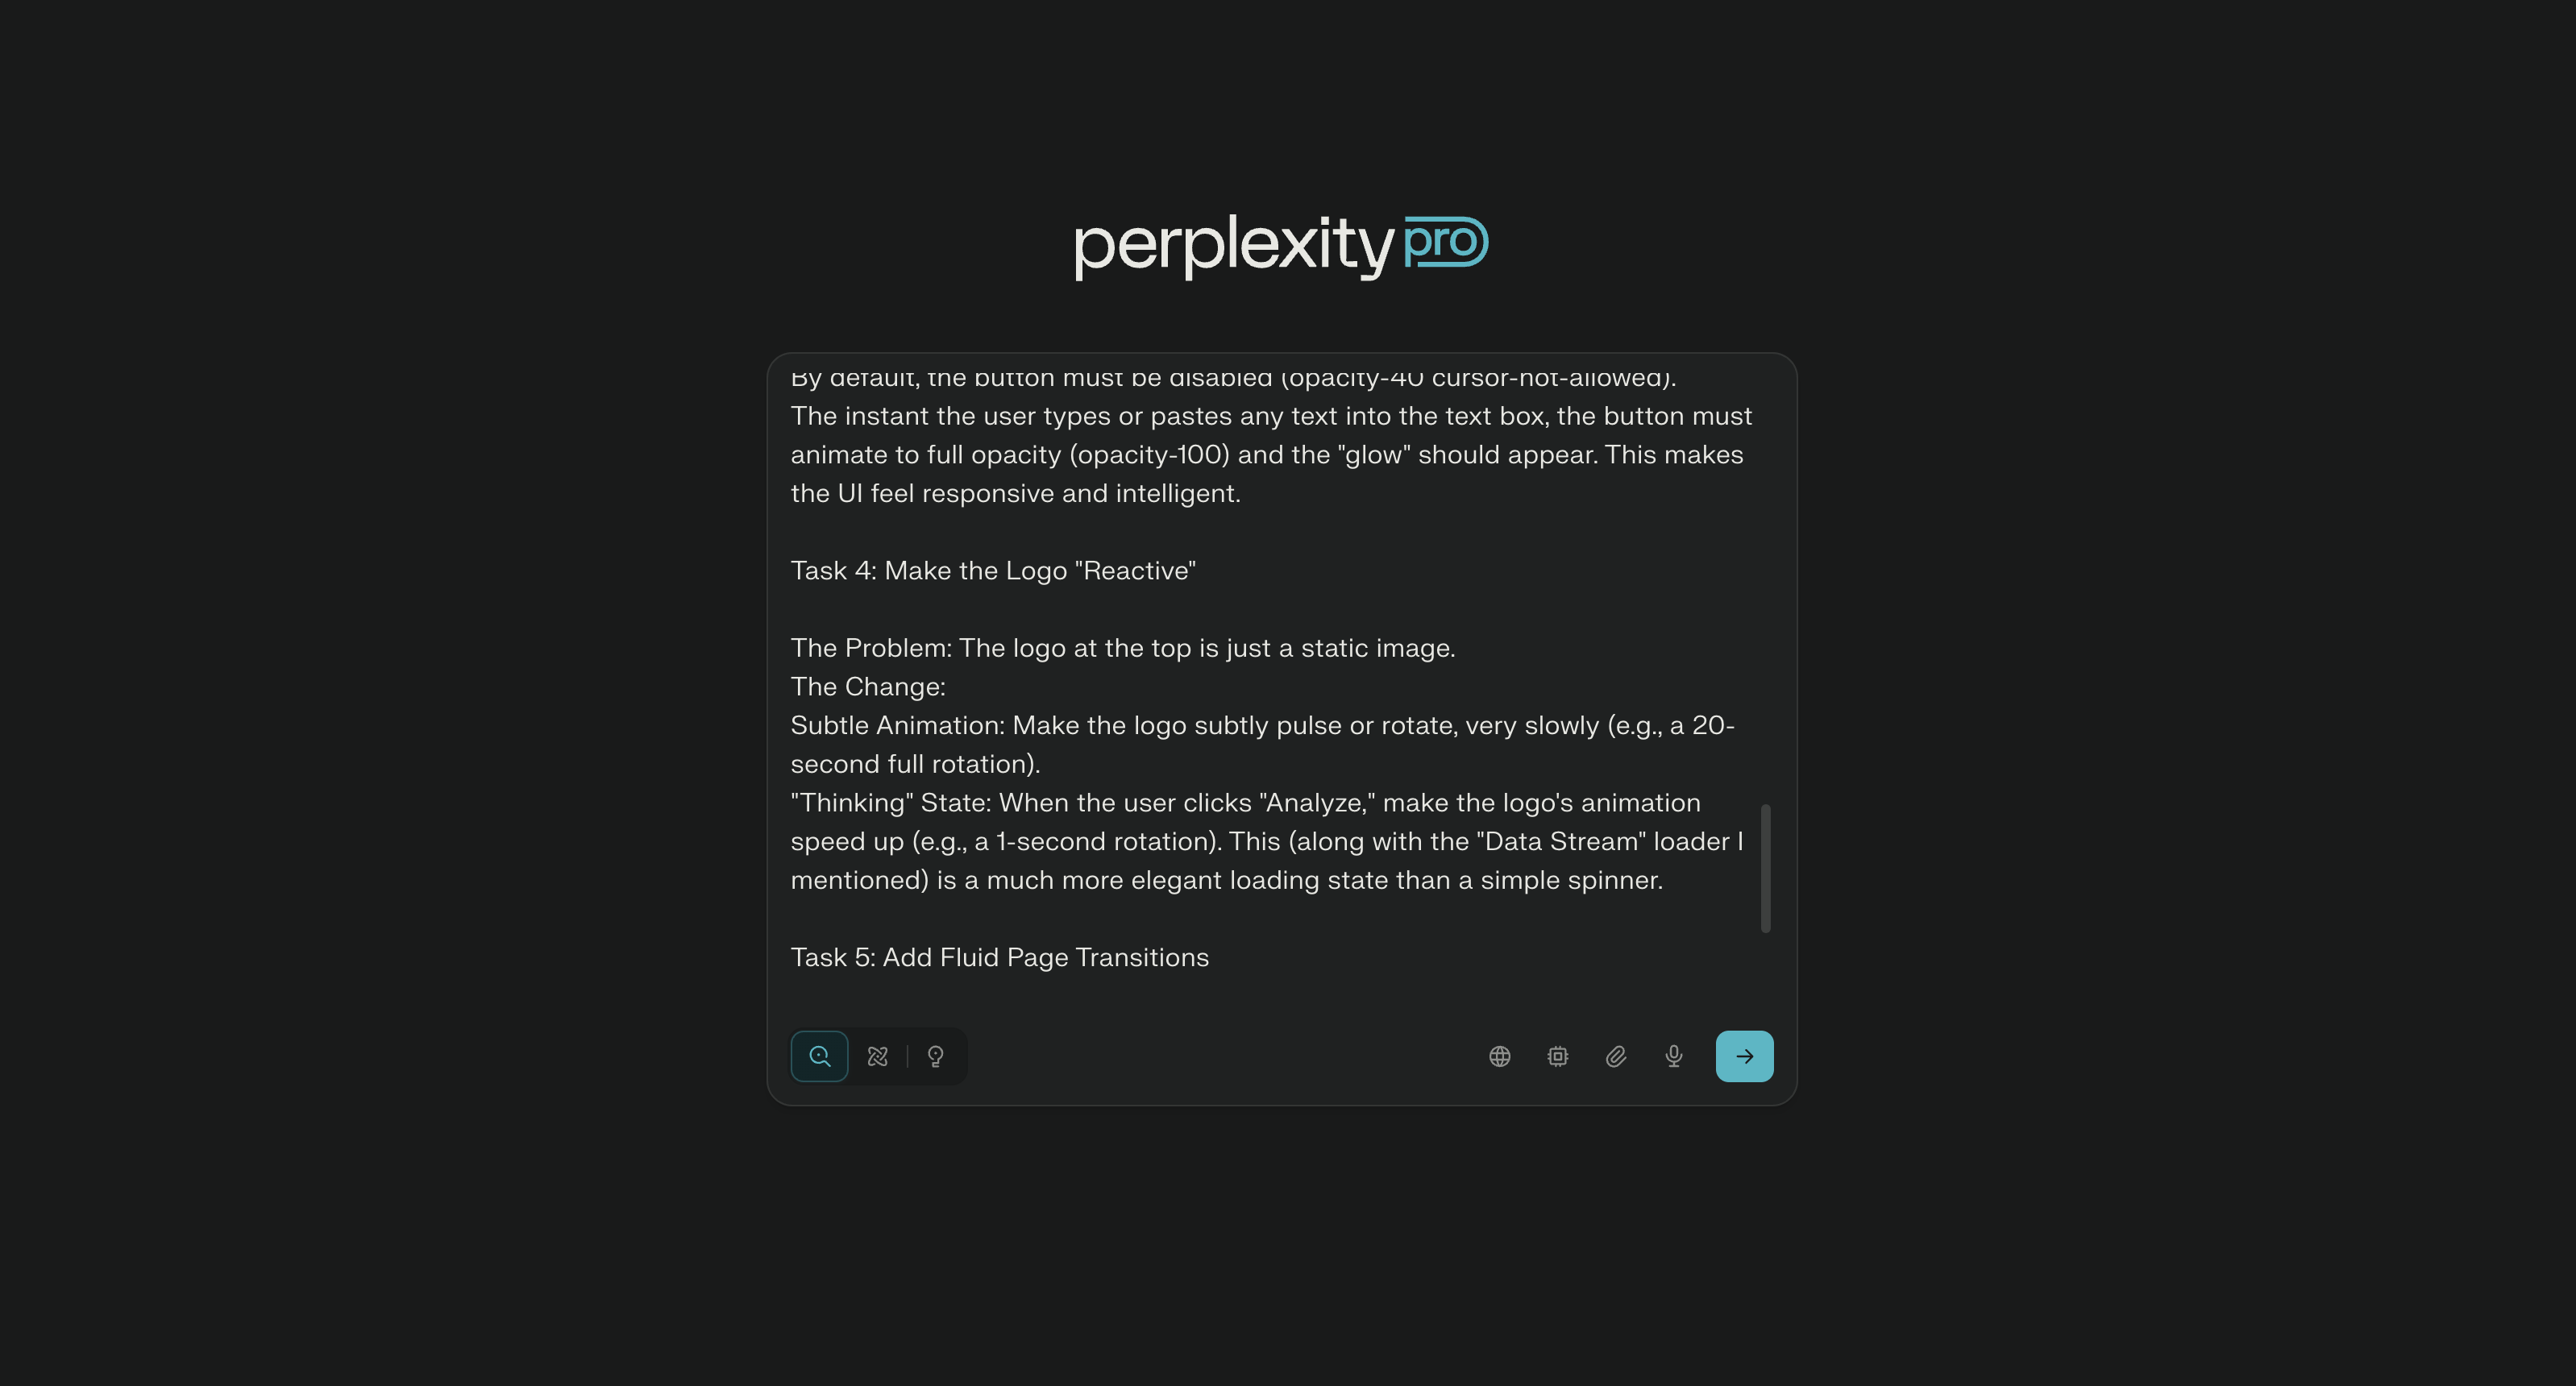 perplexity pro
By default, the button must be disabled (opacity-40 cursor-not-allowed).
The instant the user types or pastes any text into the text box, the button must
animate to full opacity (opacity-100) and the "glow" should appear. This makes
the UI feel responsive and intelligent.
Task 4: Make the Logo "Reactive"
The Problem: The logo at the top is just a static image.
The Change:
Subtle Animation: Make the logo subtly pulse or rotate, very slowly (e.g., a 20-
second full rotation).
"Thinking" State: When the user clicks "Analyze," make the logo's animation
speed up (e.g., a 1-second rotation). This (along with the "Data Stream" loader I
mentioned) is a much more elegant loading state than a simple spinner.
Task 5: Add Fluid Page Transitions